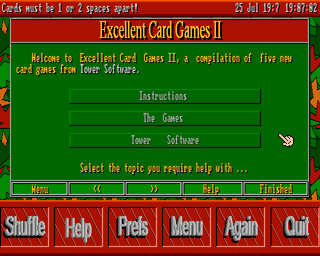 Cards must be 1 or 2 spaces apart! 25 Jul 19:7 19:87:82
Excellent Card Games II
Welcome to Excellent Card Games II, a compilation of five new
card games from Tower Software.
Instructions
The Games
Tower Software
Select the topic you require help with ...
Menu << >> Help Finished
Shuffle Help Prefs Menu Again Quit